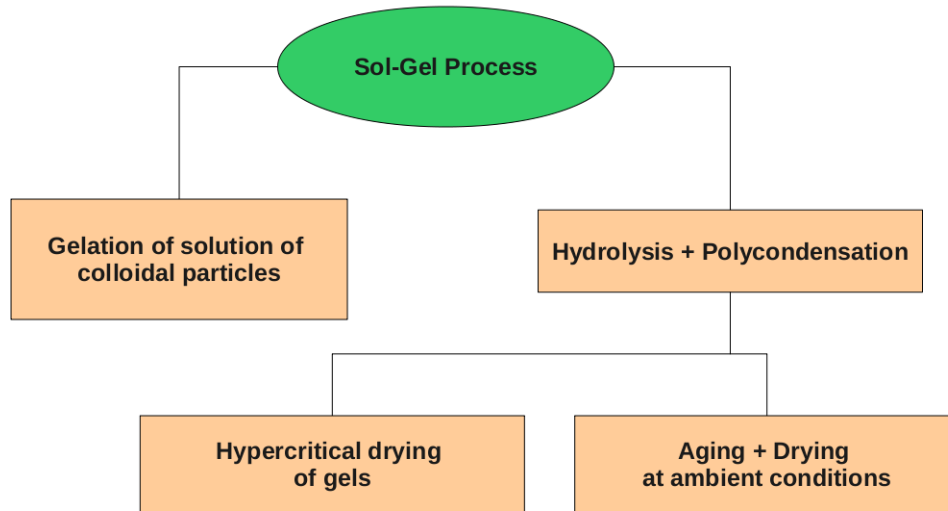 Sol-Gel Process
Gelation of solution of
colloidal particles
Hydrolysis + Polycondensation
Hypercritical drying
of gels
Aging + Drying
at ambient conditions